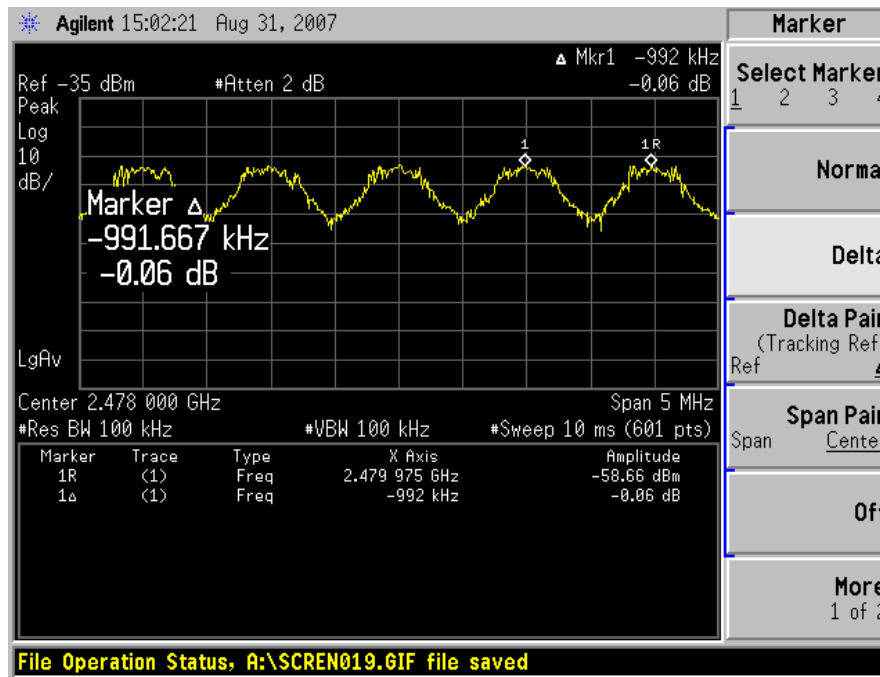 Agilent 15:02:21 Aug 31, 2007
Marker
Δ Mkr1 -992 kHz
Ref -35 dBm #Atten 2 dB -0.06 dB
Peak
Log
10
dB/
1
1R
Marker Δ
-991.667 kHz
-0.06 dB
LgAv
Center 2.478 000 GHz Span 5 MHz
#Res BW 100 kHz #VBW 100 kHz #Sweep 10 ms (601 pts)
Marker Trace Type X Axis Amplitude
1R (1) Freq 2.479 975 GHz -58.66 dBm
1Δ (1) Freq -992 kHz -0.06 dB
Select Marker
1 2 3 4
Norma
Delta
Delta Pair
(Tracking Ref
Ref Δ
Span Pair
Span Cente
Off
More
1 of 2
File Operation Status, A:\SCREN019.GIF file saved